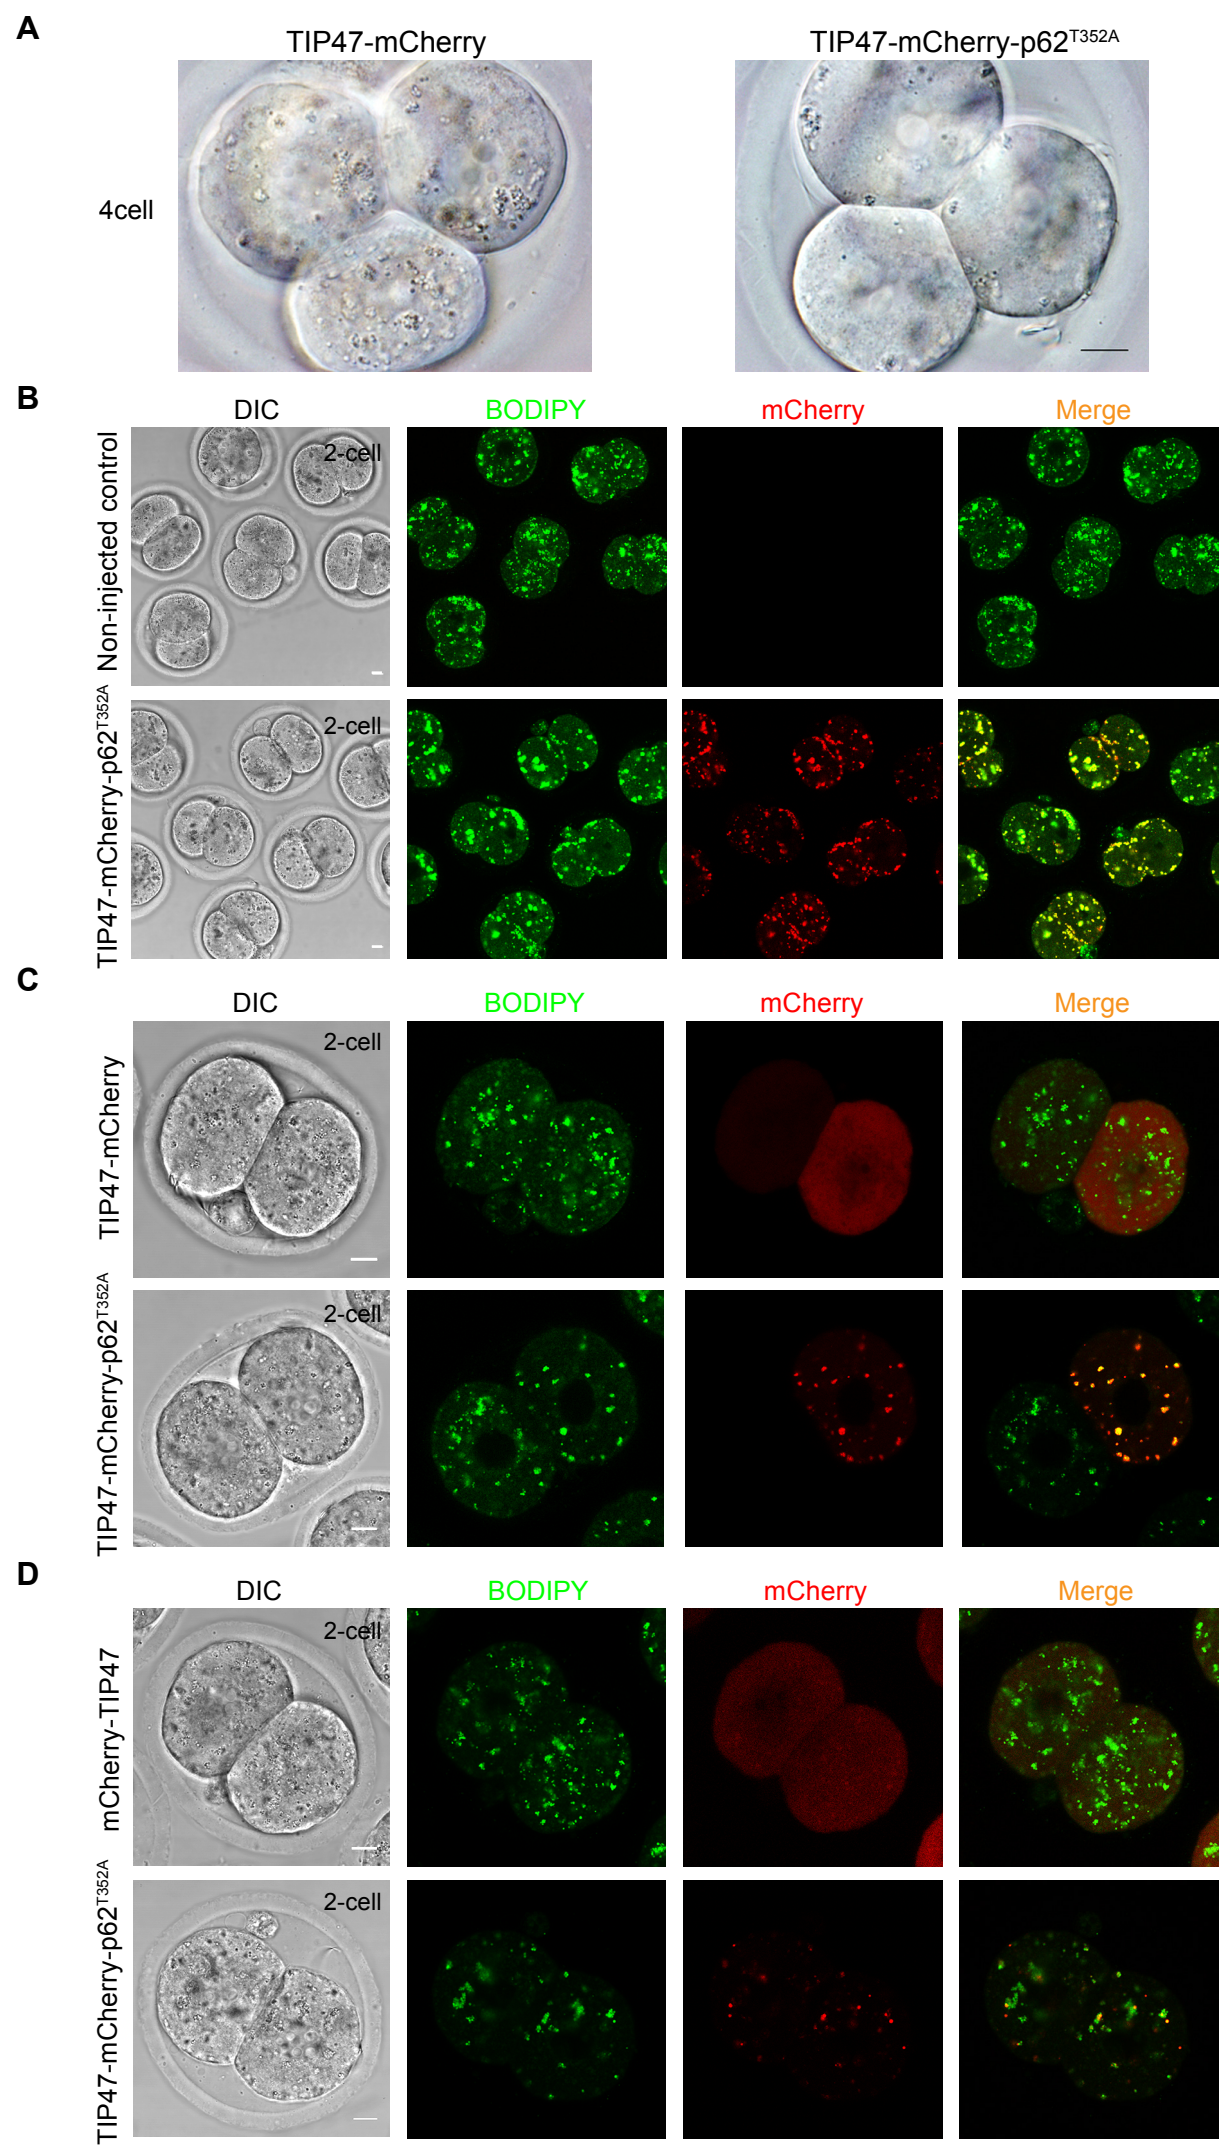 A
TIP47-mCherry
TIP47-mCherry-p62T352A
4cell
B
DIC
BODIPY
mCherry
Merge
Non-injected control
2-cell
TIP47-mCherry-p62T352A
2-cell
C
DIC
BODIPY
mCherry
Merge
TIP47-mCherry
2-cell
TIP47-mCherry-p62T352A
2-cell
D
DIC
BODIPY
mCherry
Merge
mCherry-TIP47
2-cell
TIP47-mCherry-p62T352A
2-cell